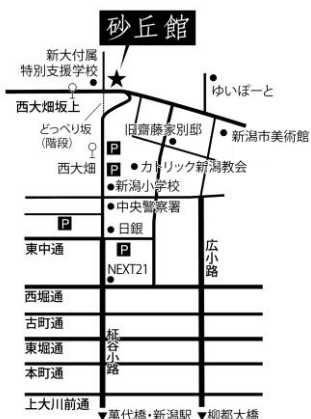 砂丘館
新大付属
特別支援学校
ゆいぽーと
西大畑坂上
どっぺり坂
(階段)
旧齋藤家別邸
新潟市美術館
P
西大畑
P
カトリック新潟教会
新潟小学校
中央警察署
P
日銀
広小路
東中通
P
NEXT21
西堀通
古町通
柾谷小路
東堀通
本町通
上大川前通
▼萬代橋・新潟駅
▼柳都大橋